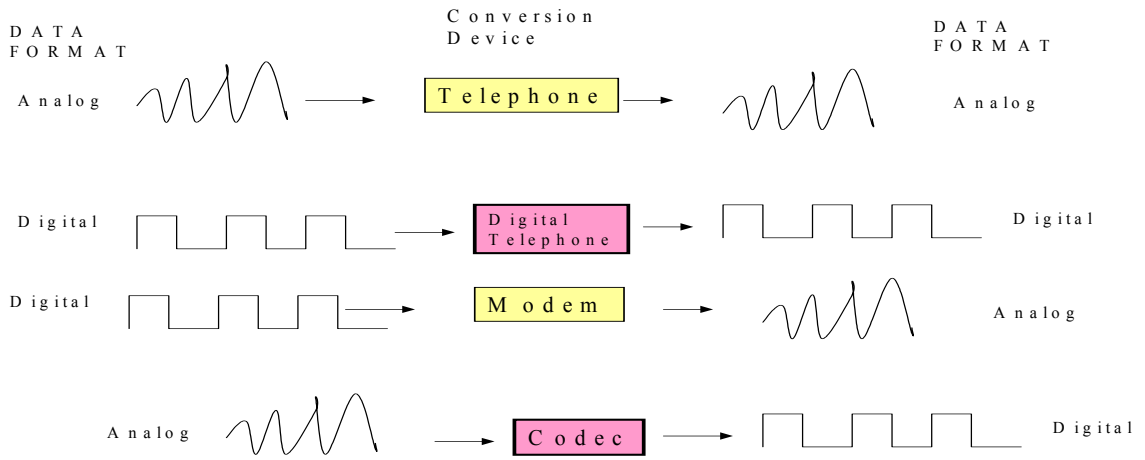 DATA
FORMAT
Conversion
Device
DATA
FORMAT
Analog
Telephone
Analog
Digital
Digital
Telephone
Digital
Digital
Modem
Analog
Analog
Codec
Digital